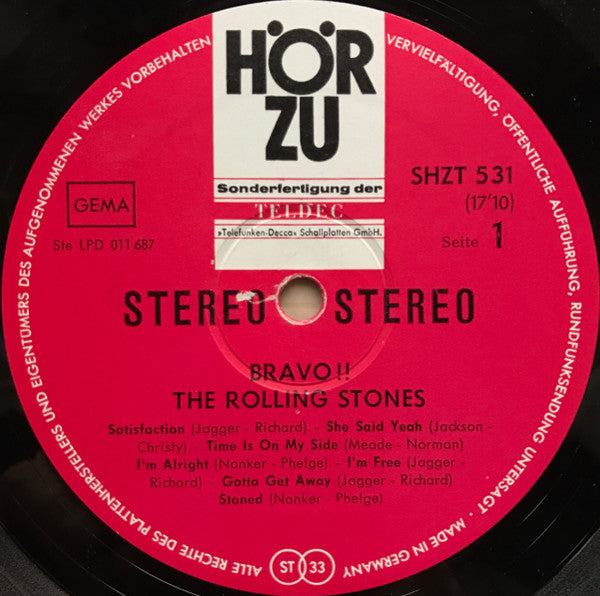 HÖR
ZU
Sonderfertigung der
TELDEC
»Telefunken-Decca« Schallplatten GmbH.
GEMA
Ste LPD 011 687
SHZT 531
(17'10)
Seite 1
STEREO STEREO
BRAVO!!
THE ROLLING STONES
Satisfaction (Jagger - Richard) - She Said Yeah (Jackson -
Christy) - Time Is On My Side (Meade - Norman)
I'm Alright (Nanker - Phelge) - I'm Free (Jagger -
Richard) - Gotta Get Away (Jagger - Richard)
Stoned (Nanker - Phelge)
ST 33
ALLE RECHTE DES PLATTENHERSTELLERS UND EIGENTÜMERS DES AUFGENOMMENEN WERKES VORBEHALTEN
VERVIELFÄLTIGUNG, ÖFFENTLICHE AUFFÜHRUNG, RUNDFUNKSENDUNG UNTERSAGT · MADE IN GERMANY